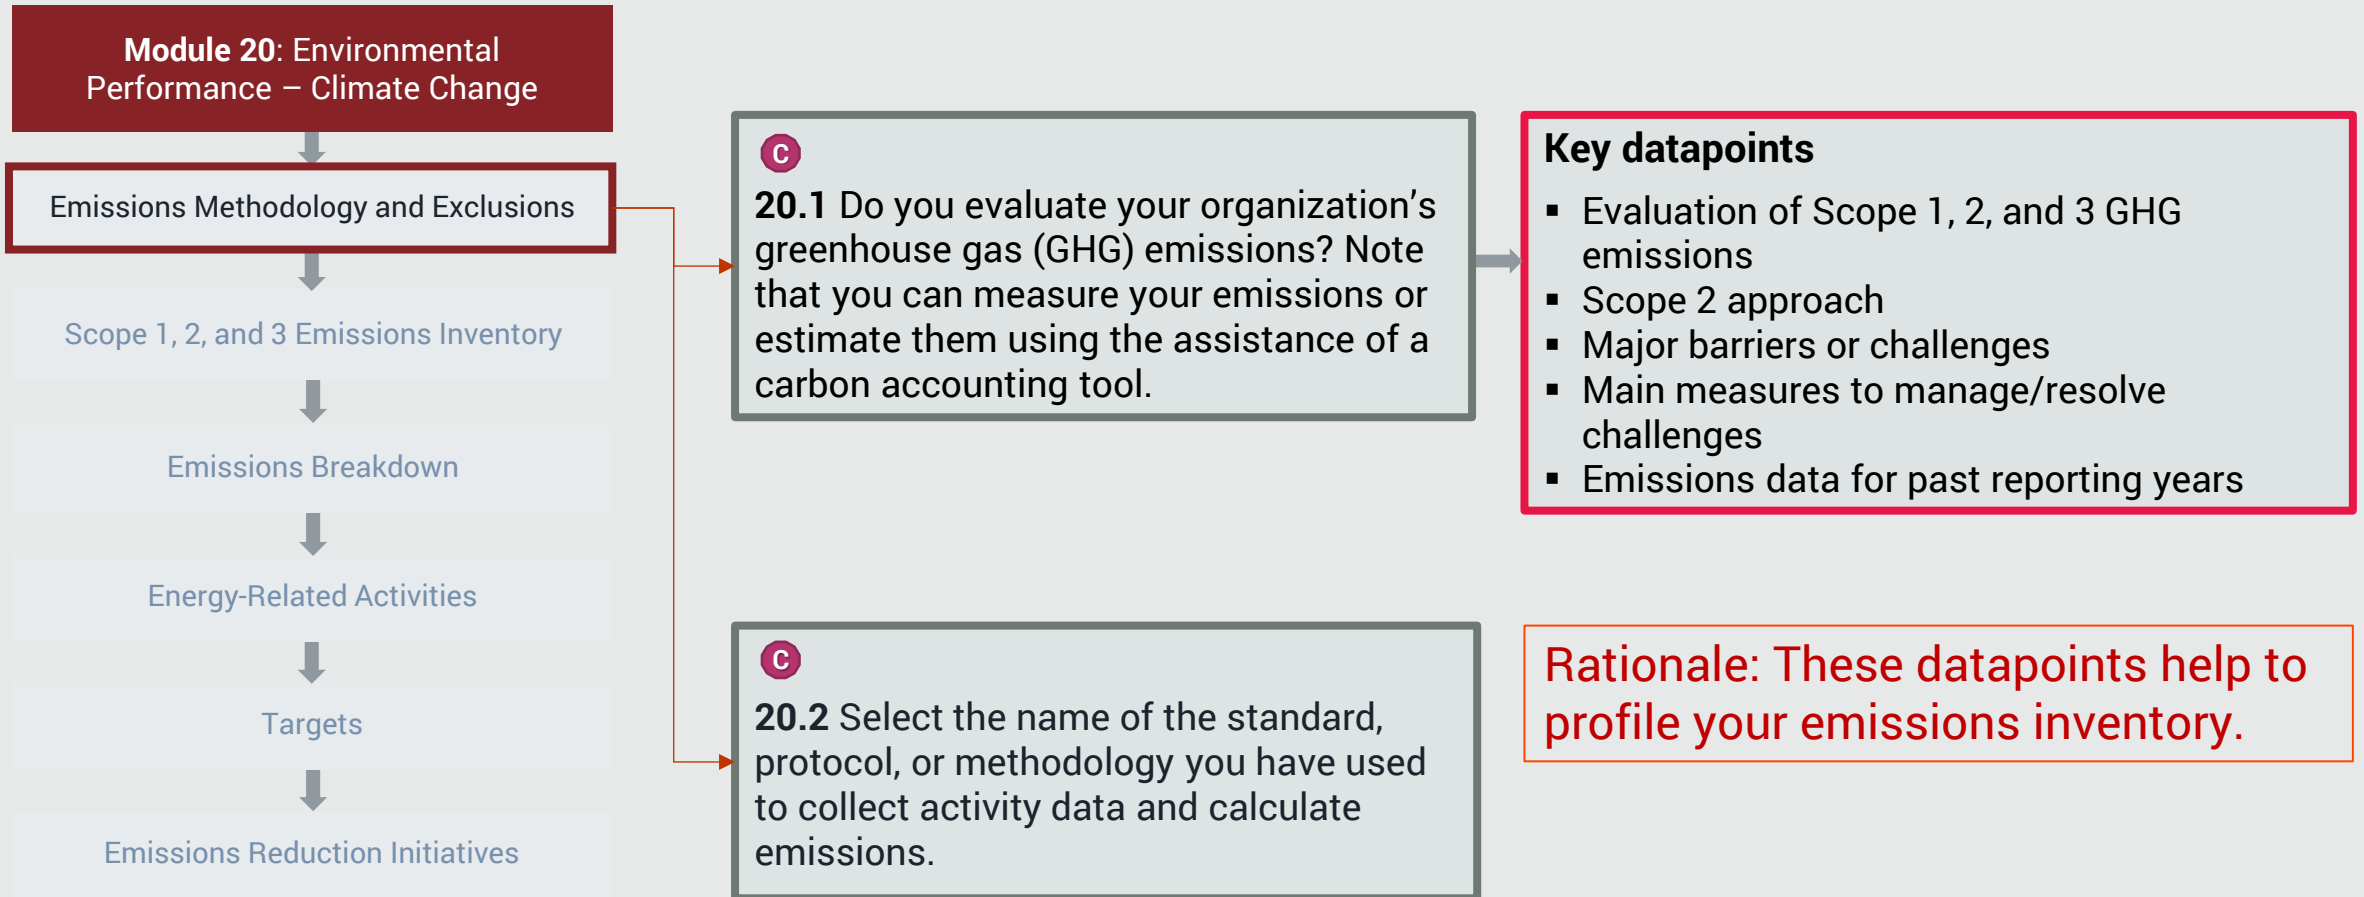 Module 20: Environmental
Performance – Climate Change
Emissions Methodology and Exclusions
Scope 1, 2, and 3 Emissions Inventory
Emissions Breakdown
Energy-Related Activities
Targets
Emissions Reduction Initiatives
C
20.1 Do you evaluate your organization’s
greenhouse gas (GHG) emissions? Note
that you can measure your emissions or
estimate them using the assistance of a
carbon accounting tool.
C
20.2 Select the name of the standard,
protocol, or methodology you have used
to collect activity data and calculate
emissions.
Key datapoints
▪ Evaluation of Scope 1, 2, and 3 GHG
emissions
▪ Scope 2 approach
▪ Major barriers or challenges
▪ Main measures to manage/resolve
challenges
▪ Emissions data for past reporting years
Rationale: These datapoints help to
profile your emissions inventory.